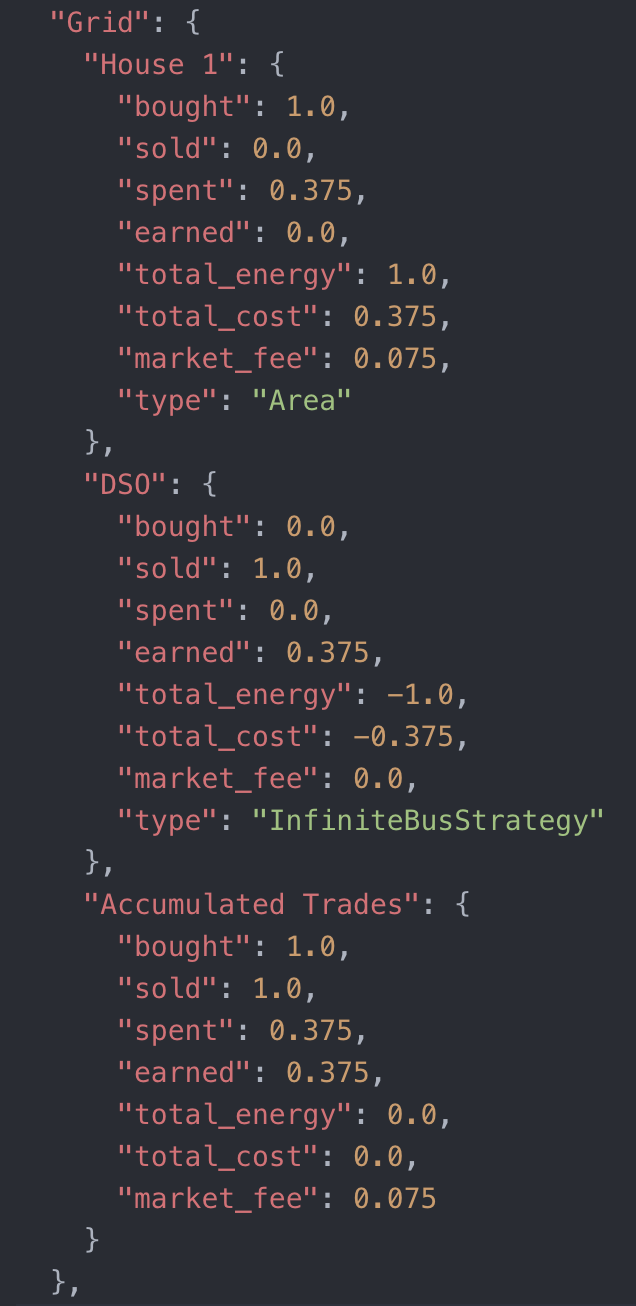 "Grid": {
"House 1": {
"bought": 1.0,
"sold": 0.0,
"spent": 0.375,
"earned": 0.0,
"total_energy": 1.0,
"total_cost": 0.375,
"market_fee": 0.075,
"type": "Area"
},
"DSO": {
"bought": 0.0,
"sold": 1.0,
"spent": 0.0,
"earned": 0.375,
"total_energy": -1.0,
"total_cost": -0.375,
"market_fee": 0.0,
"type": "InfiniteBusStrategy"
},
"Accumulated Trades": {
"bought": 1.0,
"sold": 1.0,
"spent": 0.375,
"earned": 0.375,
"total_energy": 0.0,
"total_cost": 0.0,
"market_fee": 0.075
}
},